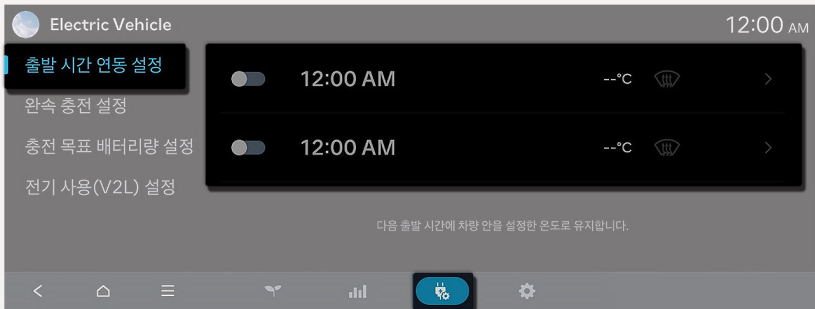 Electric Vehicle
12:00 AM
출발 시간 연동 설정
완속 충전 설정
충전 목표 배터리량 설정
전기 사용(V2L) 설정
12:00 AM --°C
12:00 AM --°C
다음 출발 시간에 차량 안을 설정한 온도로 유지합니다.